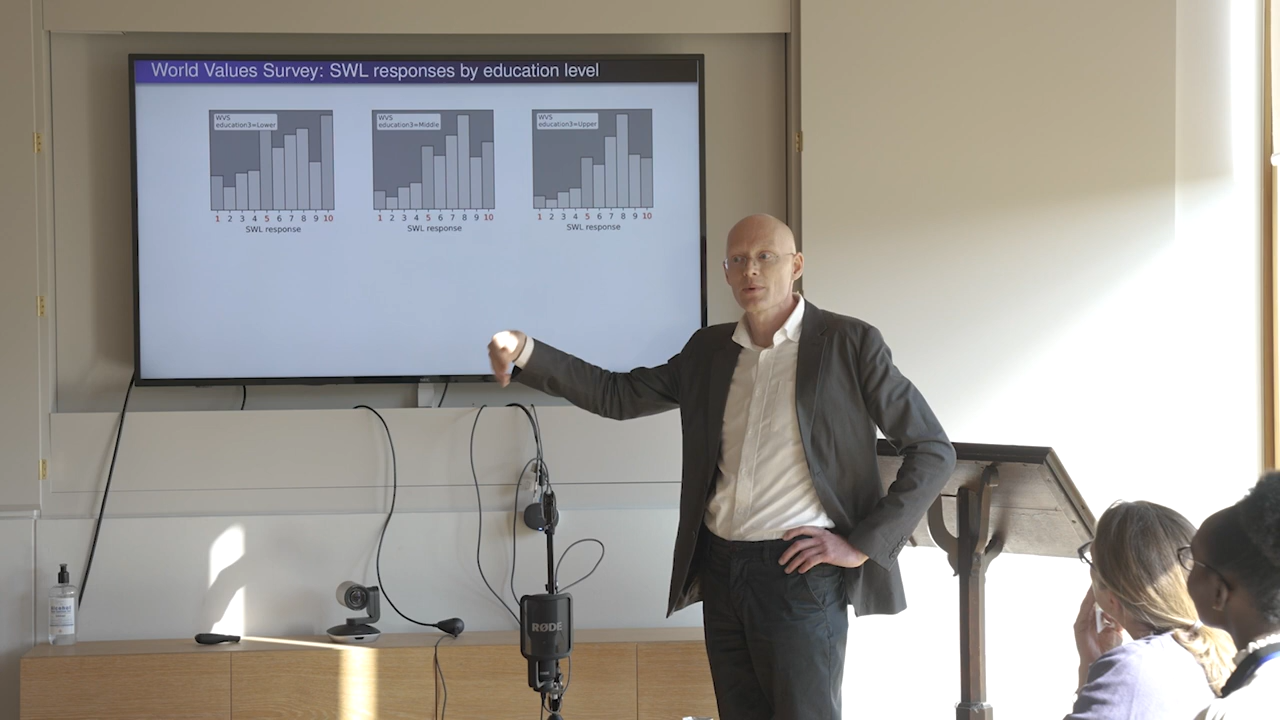 World Values Survey: SWL responses by education level
WVS
education3=Lower
WVS
education3=Middle
WVS
education3=Upper
1 2 3 4 5 6 7 8 9 10
1 2 3 4 5 6 7 8 9 10
1 2 3 4 5 6 7 8 9 10
SWL response
SWL response
SWL response
RØDE